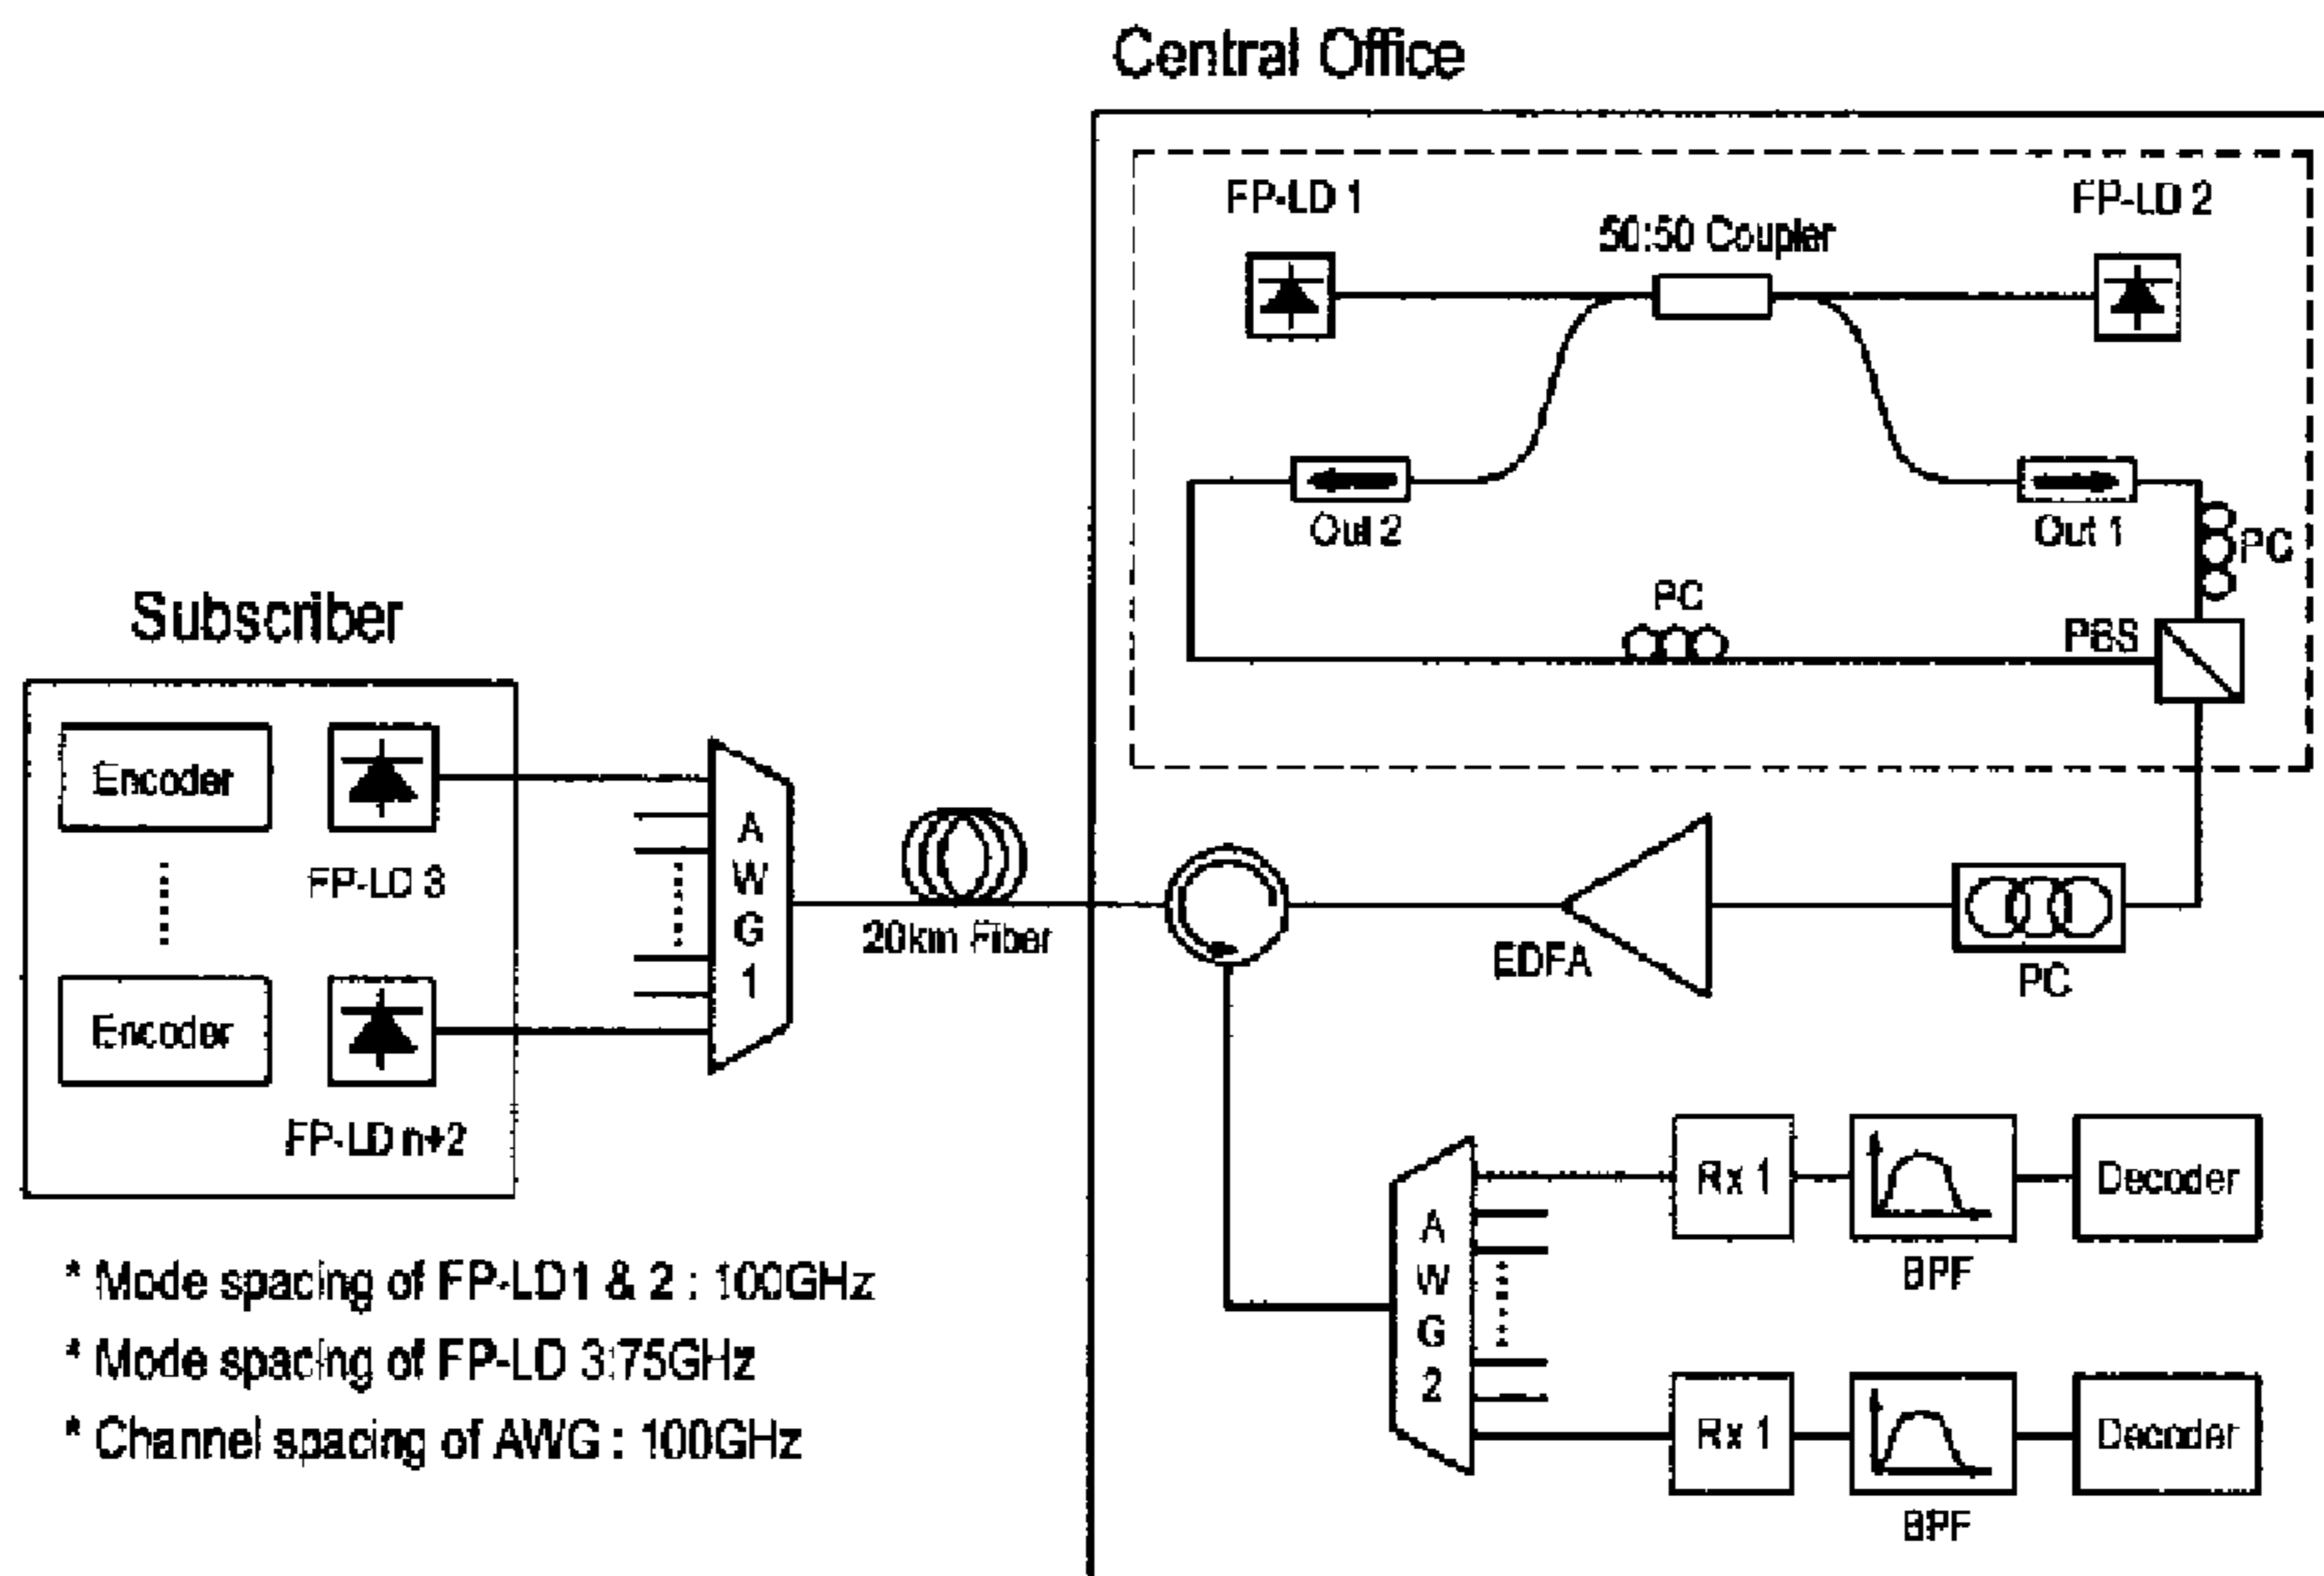 Central Office
FP-LD 1
50:50 Coupler
FP-LD 2
Out 2
Out 1
PC
PC
PBS
Subscriber
Encoder
FP-LD 3
Encoder
FP-LD n+2
A
W
G
1
20km Fiber
EDFA
PC
A
W
G
2
Rx 1
BPF
Decoder
Rx 1
BPF
Decoder
* Mode spacing of FP-LD1 & 2 : 100GHz
* Mode spacing of FP-LD 3:75GHz
* Channel spacing of AWG : 100GHz